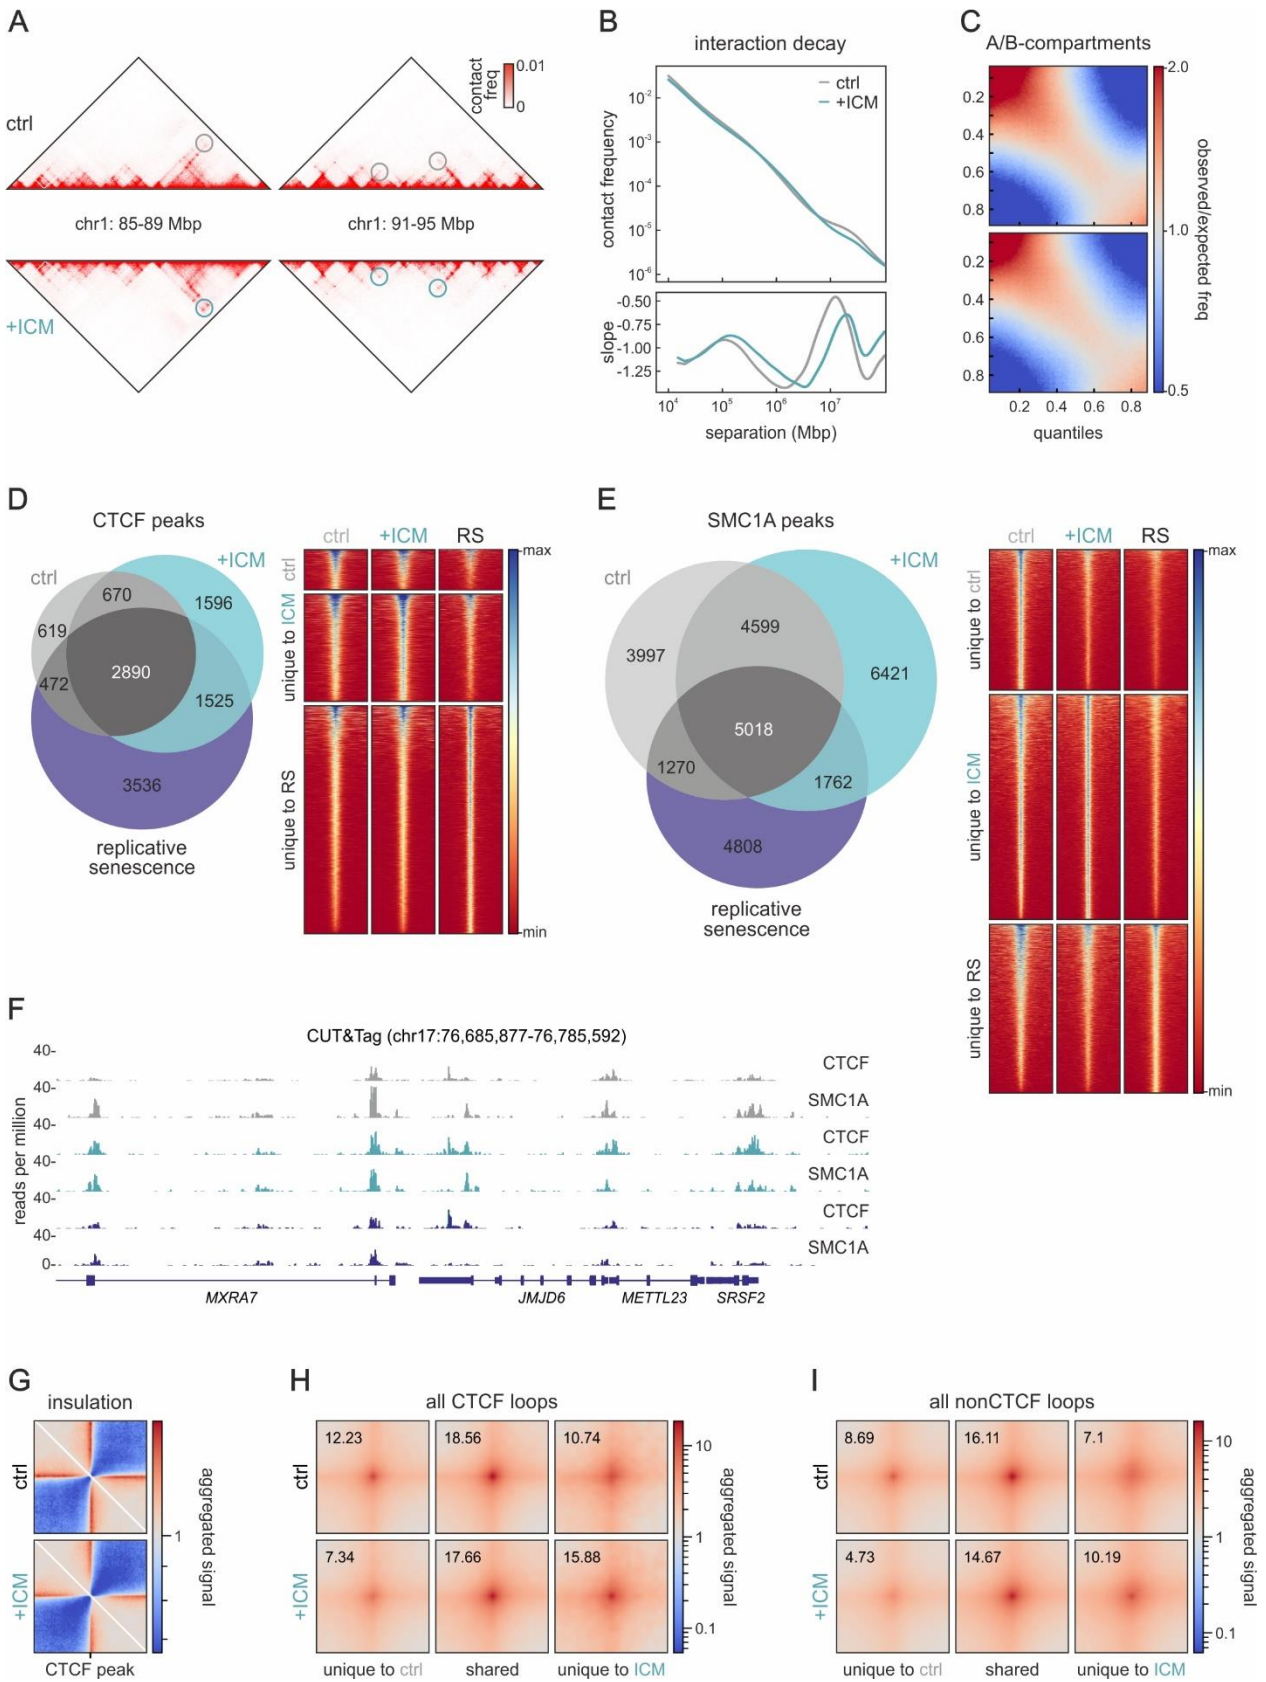 A
contact
freq
0.01
0
ctrl
chr1: 85-89 Mbp
chr1: 91-95 Mbp
+ICM
B
interaction decay
ctrl
+ICM
contact frequency
10-2
10-3
10-4
10-5
10-6
slope
-0.50
-0.75
-1.00
-1.25
104
105
106
107
separation (Mbp)
C
A/B-compartments
0.2
0.4
0.6
0.8
0.2
0.4
0.6
0.8
0.2
0.4
0.6
0.8
quantiles
2.0
1.0
0.5
observed/expected freq
D
CTCF peaks
ctrl
+ICM
670
1596
619
2890
472
1525
3536
replicative
senescence
ctrl
+ICM
RS
unique to ICM
ctrl
unique to RS
max
min
E
SMC1A peaks
ctrl
+ICM
4599
3997
6421
5018
1270
1762
4808
replicative
senescence
ctrl
+ICM
RS
unique to ctrl
unique to ICM
unique to RS
max
min
F
CUT&Tag (chr17:76,685,877-76,785,592)
reads per million
40-
CTCF
40-
SMC1A
40-
CTCF
40-
SMC1A
40-
CTCF
40-
SMC1A
0-
MXRA7
JMJD6
METTL23
SRSF2
G
insulation
ctrl
+ICM
CTCF peak
1
aggregated signal
H
all CTCF loops
ctrl
12.23
18.56
10.74
+ICM
7.34
17.66
15.88
unique to ctrl
shared
unique to ICM
10
1
0.1
aggregated signal
I
all nonCTCF loops
ctrl
8.69
16.11
7.1
+ICM
4.73
14.67
10.19
unique to ctrl
shared
unique to ICM
10
1
0.1
aggregated signal